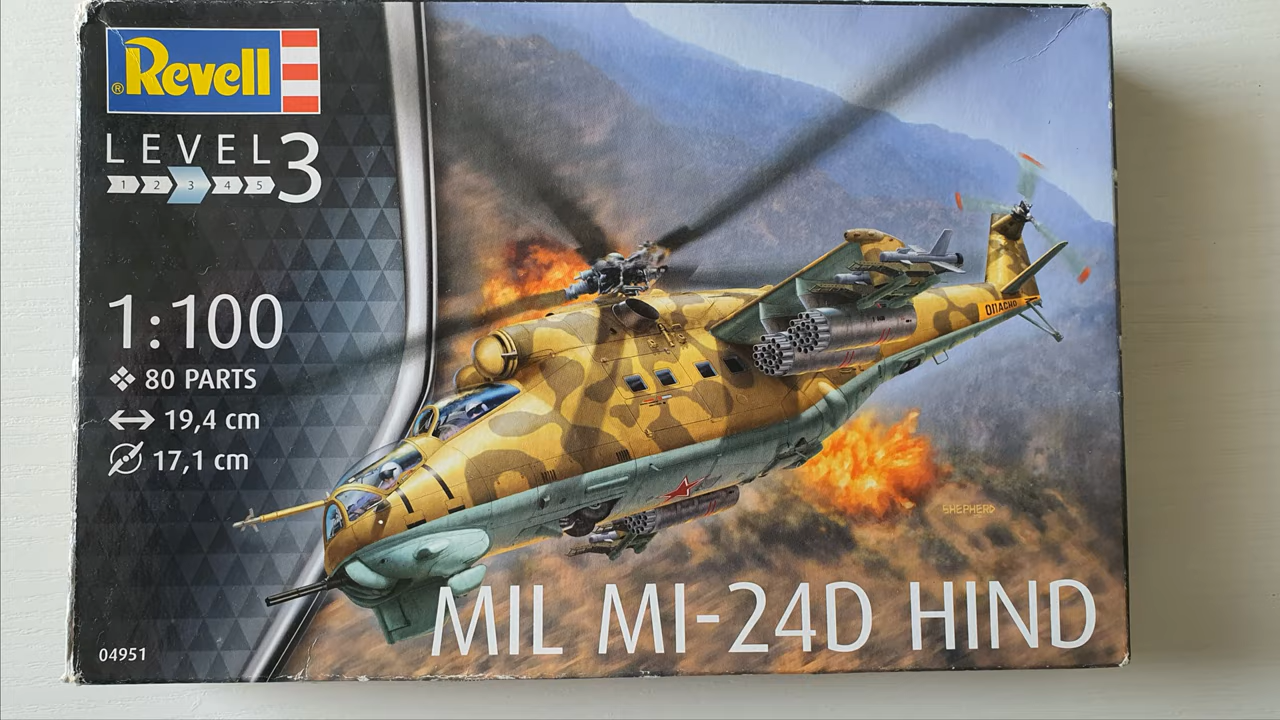 ® Revell
LEVEL 3
1 2 3 4 5
1:100
80 PARTS
19,4 cm
17,1 cm
04951
ОПАСНО
SHEPHERD
MIL MI-24D HIND